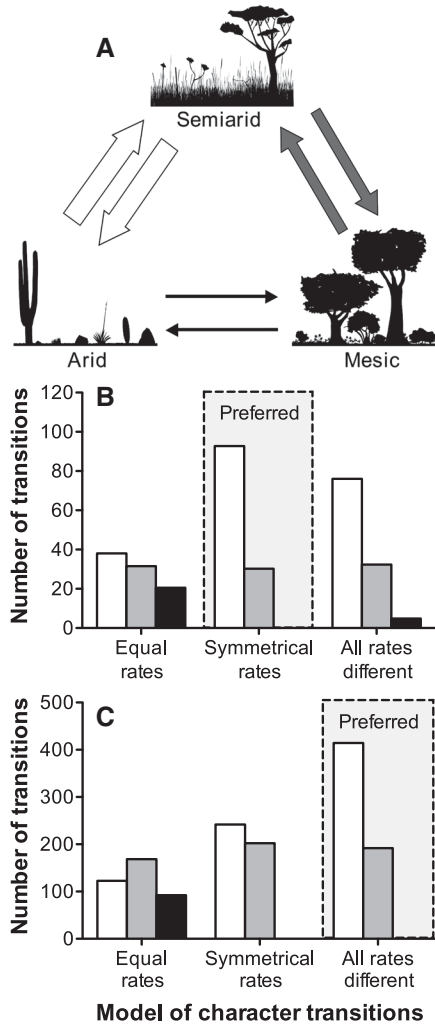 A
Semiarid
Arid
Mesic
B
Number of transitions
120
100
80
60
40
20
0
Preferred
Equal
rates
Symmetrical
rates
All rates
different
C
Number of transitions
500
400
300
200
100
0
Preferred
Equal
rates
Symmetrical
rates
All rates
different
Model of character transitions